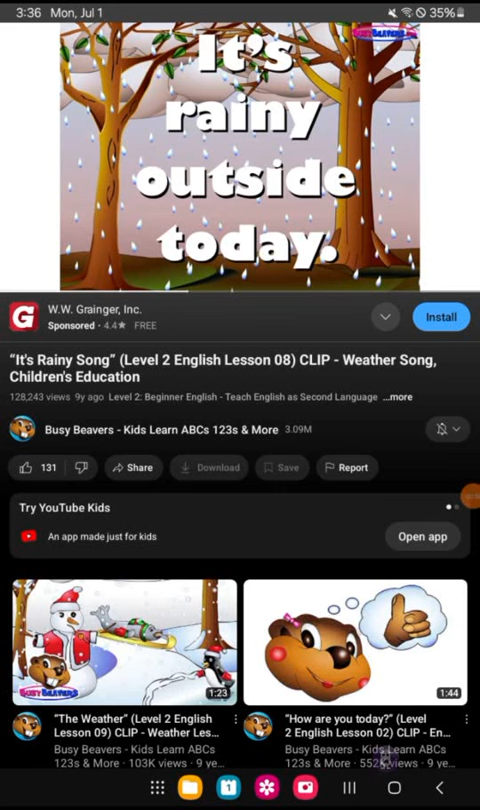 3:36 Mon, Jul 1
35%
BUSYBEAVERS
It's
rainy
outside
today.
G
W.W. Grainger, Inc.
Sponsored · 4.4★ FREE
Install
“It's Rainy Song” (Level 2 English Lesson 08) CLIP - Weather Song,
Children's Education
128,243 views 9y ago Level 2: Beginner English - Teach English as Second Language ...more
Busy Beavers - Kids Learn ABCs 123s & More 3.09M
131
Share
Download
Save
Report
Try YouTube Kids
An app made just for kids
Open app
BUSY BEAVERS
1:23
1:44
“The Weather” (Level 2 English
Lesson 09) CLIP - Weather Les...
Busy Beavers - Kids Learn ABCs
123s & More · 103K views · 9 ye...
“How are you today?” (Level
2 English Lesson 02) CLIP - En...
Busy Beavers - Kids Learn ABCs
123s & More · views · 9 ye...
1